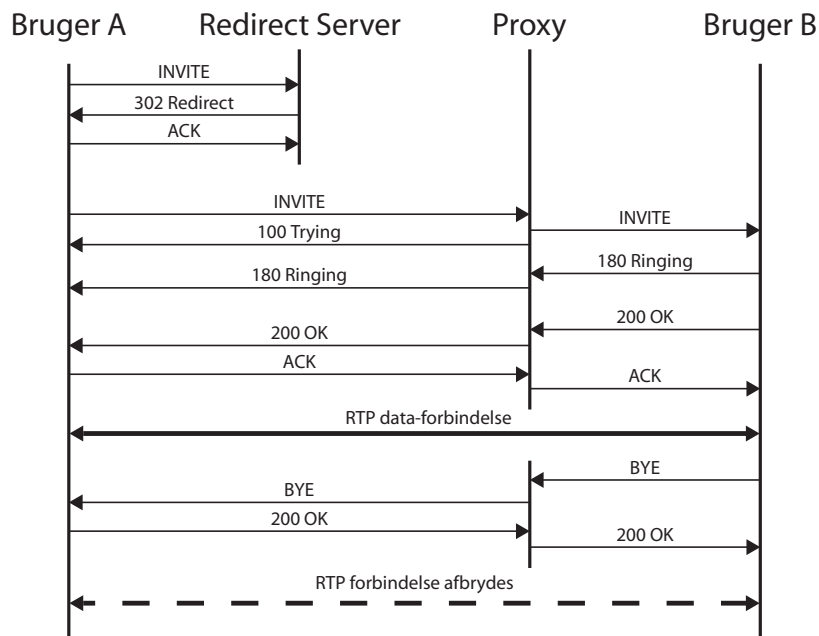 Bruger A
Redirect Server
Proxy
Bruger B
INVITE
302 Redirect
ACK
INVITE
INVITE
100 Trying
180 Ringing
180 Ringing
200 OK
200 OK
ACK
ACK
RTP data-forbindelse
BYE
BYE
200 OK
200 OK
RTP forbindelse afbrydes